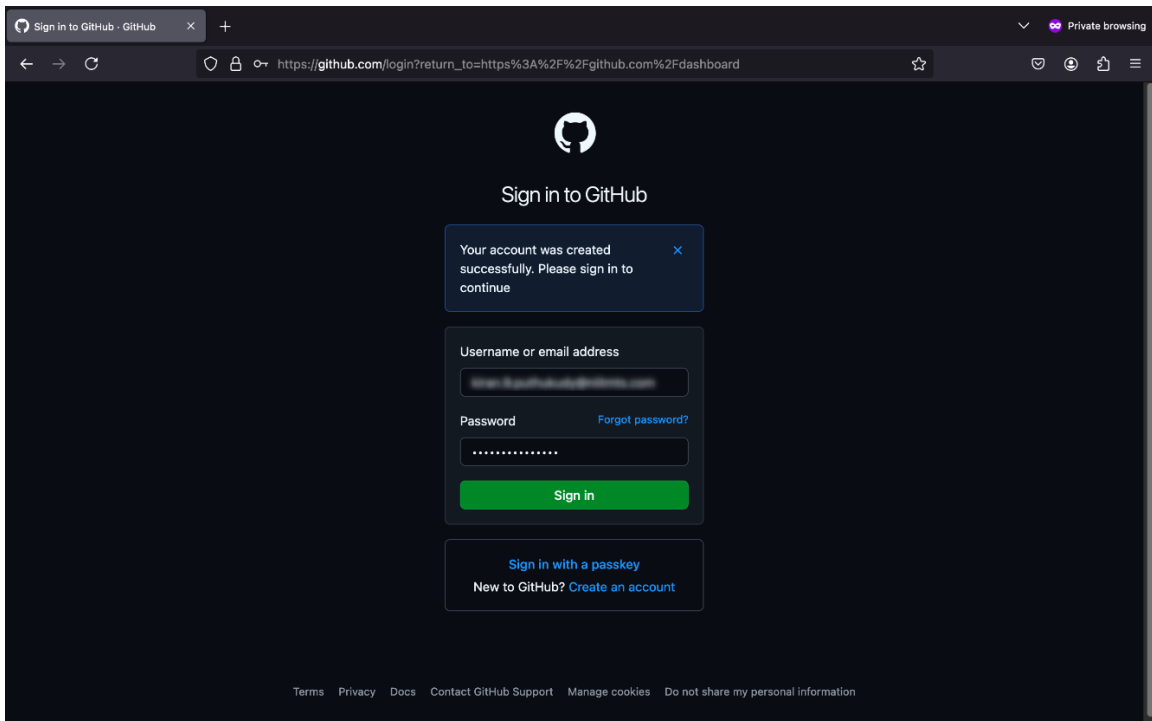 Sign in to GitHub · GitHub
Private browsing
https://github.com/login?return_to=https%3A%2F%2Fgithub.com%2Fdashboard
Sign in to GitHub
Your account was created
successfully. Please sign in to
continue
Username or email address
Password
Forgot password?
Sign in
Sign in with a passkey
New to GitHub? Create an account
Terms Privacy Docs Contact GitHub Support Manage cookies Do not share my personal information